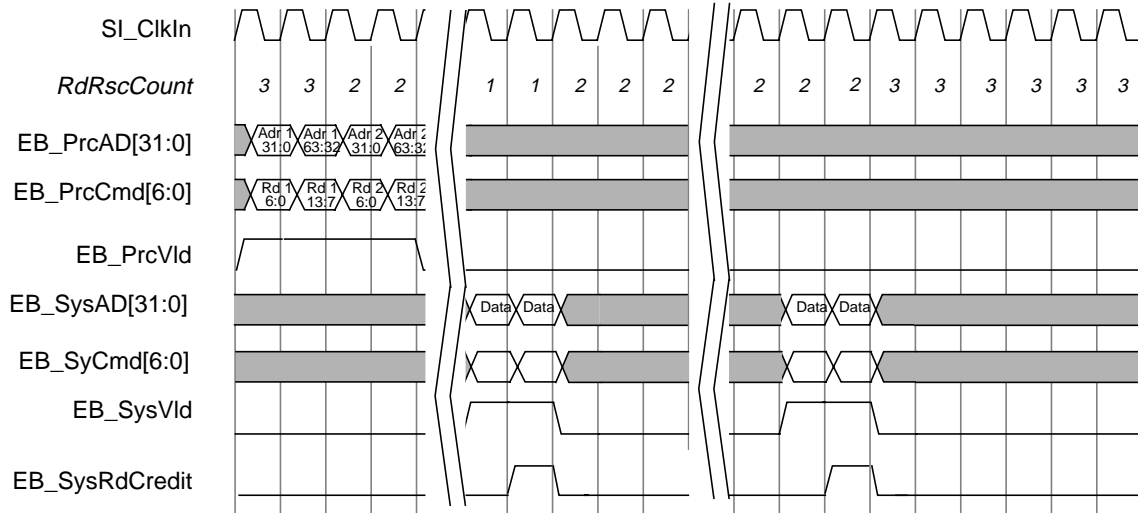 SI_ClkIn
RdRscCount 3 3 2 2 1 1 2 2 2 2 2 2 3 3 3 3 3 3
EB_PrcAD[31:0] Adr 1 Adr 1 Adr 2 Adr 2
31:0 63:32 31:0 63:32
EB_PrcCmd[6:0] Rd 1 Rd 1 Rd 2 Rd 2
6:0 13:7 6:0 13:7
EB_PrcVld
EB_SysAD[31:0] Data Data Data Data
EB_SyCmd[6:0]
EB_SysVld
EB_SysRdCredit